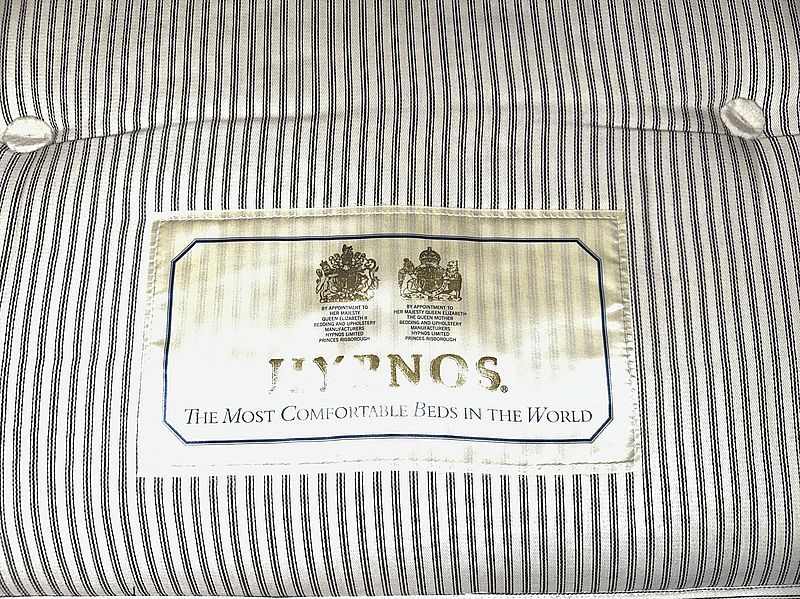 BY APPOINTMENT TO
HER MAJESTY
QUEEN ELIZABETH II
BEDDING AND UPHOLSTERY
MANUFACTURERS
HYPNOS LIMITED
PRINCES RISBOROUGH
BY APPOINTMENT TO
HER MAJESTY QUEEN ELIZABETH
THE QUEEN MOTHER
BEDDING AND UPHOLSTERY
MANUFACTURERS
HYPNOS LIMITED
PRINCES RISBOROUGH
HYPNOS®
THE MOST COMFORTABLE BEDS IN THE WORLD